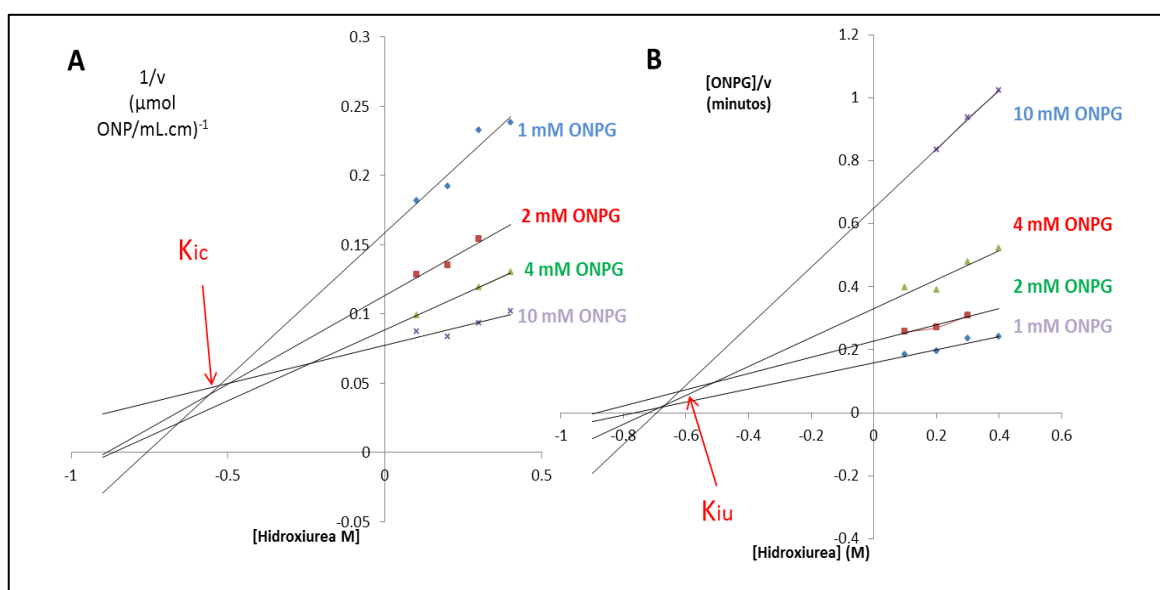 A
1/v
(µmol
ONP/mL.cm)-1
0.3
0.25
0.2
0.15
0.1
0.05
0
-0.05
-1
-0.5
0
0.5
1 mM ONPG
2 mM ONPG
4 mM ONPG
10 mM ONPG
Kic
[Hidroxiurea M]
B
[ONPG]/v
(minutos)
1.2
1
0.8
0.6
0.4
0.2
0
-0.2
-0.4
-1
-0.8
-0.6
-0.4
-0.2
0
0.2
0.4
0.6
10 mM ONPG
4 mM ONPG
2 mM ONPG
1 mM ONPG
Kiu
[Hidroxiurea] (M)